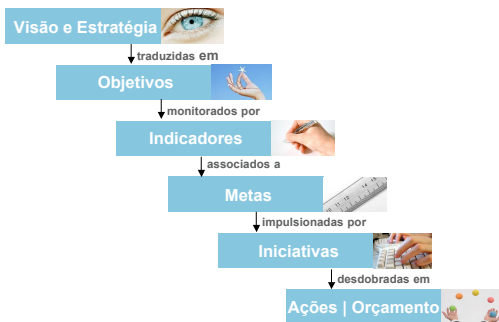 Visão e Estratégia
traduzidas em
Objetivos
monitorados por
Indicadores
associados a
Metas
impulsionadas por
Iniciativas
desdobradas em
Ações | Orçamento